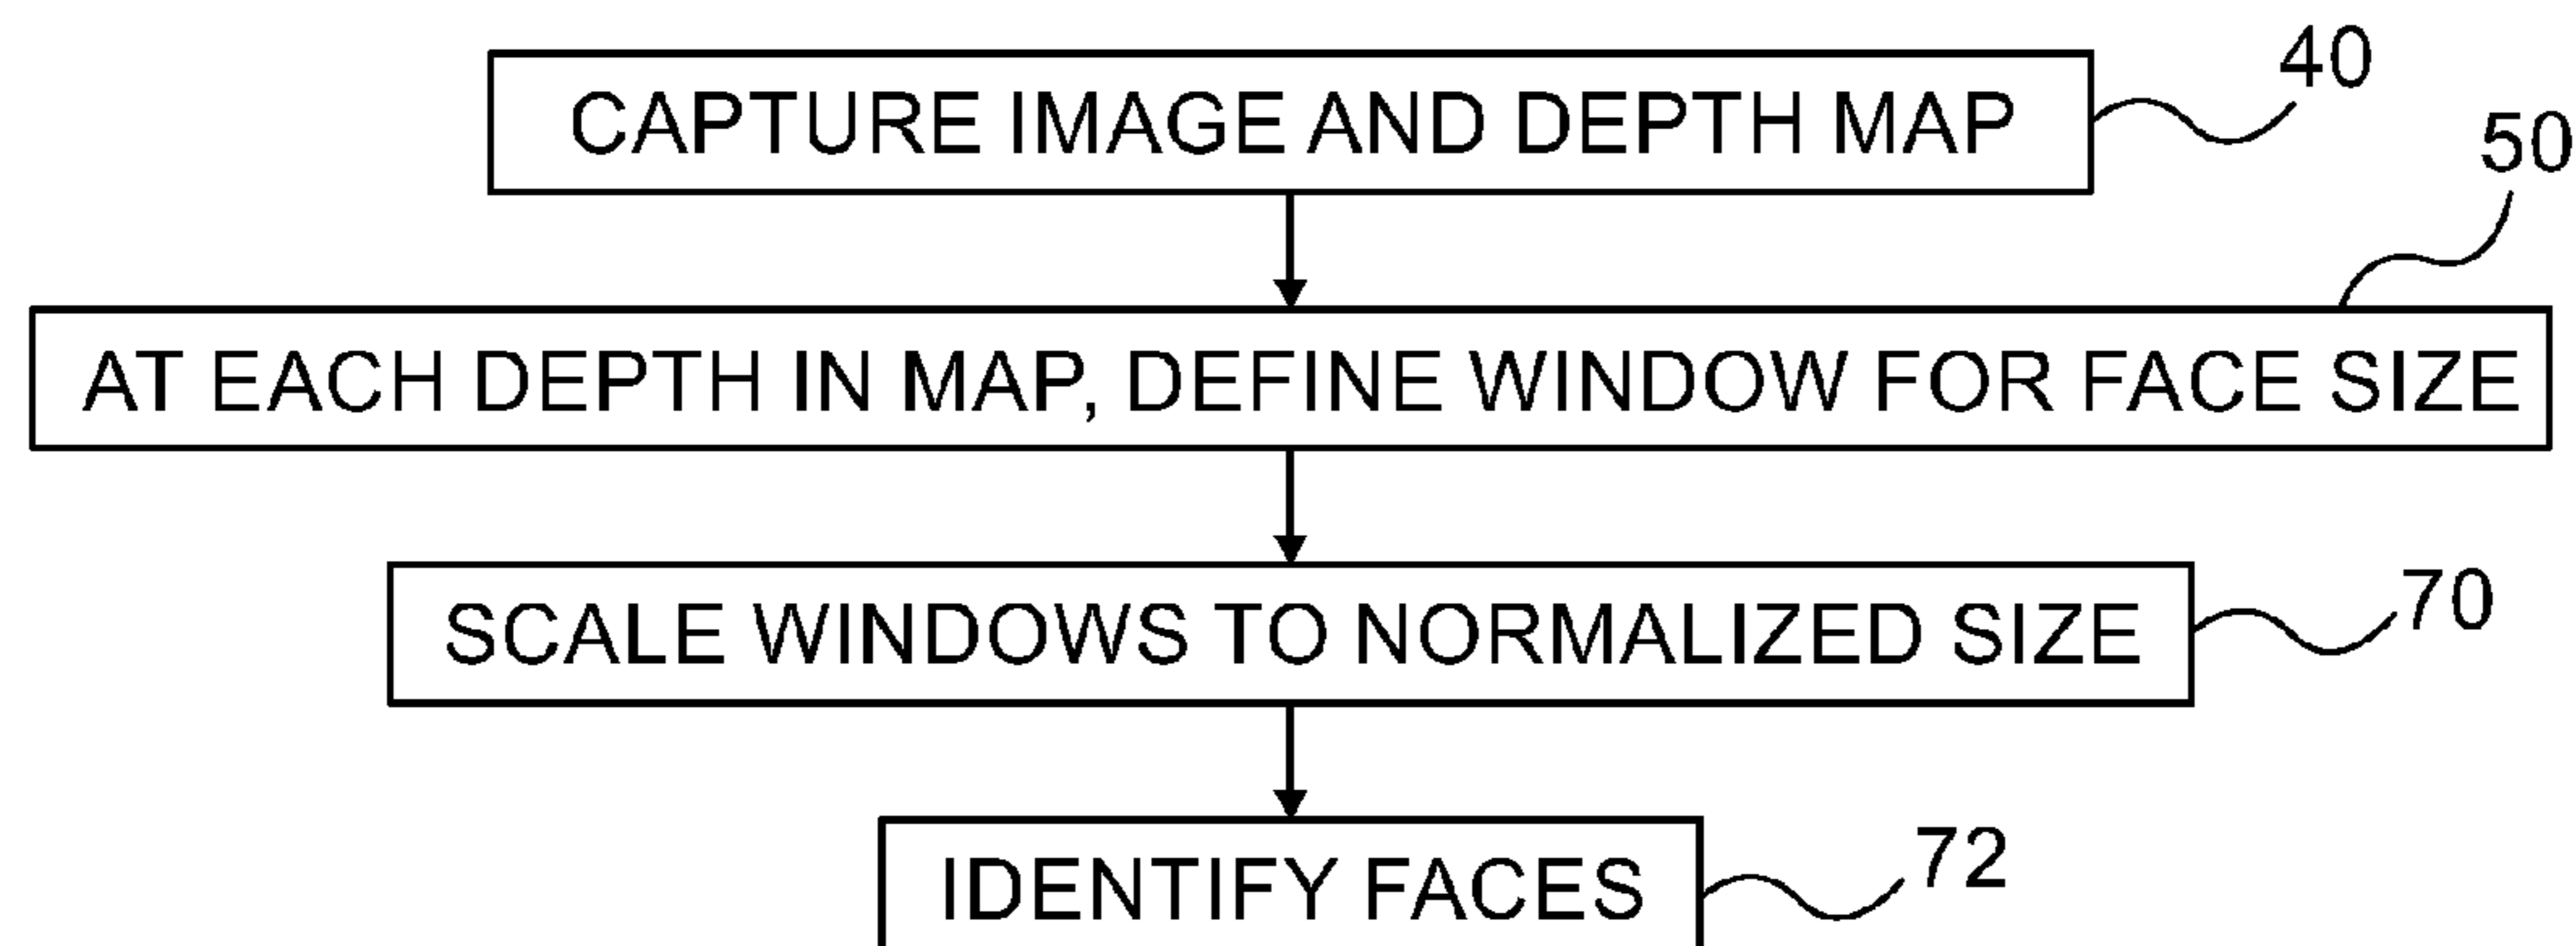 CAPTURE IMAGE AND DEPTH MAP
40
50
AT EACH DEPTH IN MAP, DEFINE WINDOW FOR FACE SIZE
SCALE WINDOWS TO NORMALIZED SIZE
70
IDENTIFY FACES
72